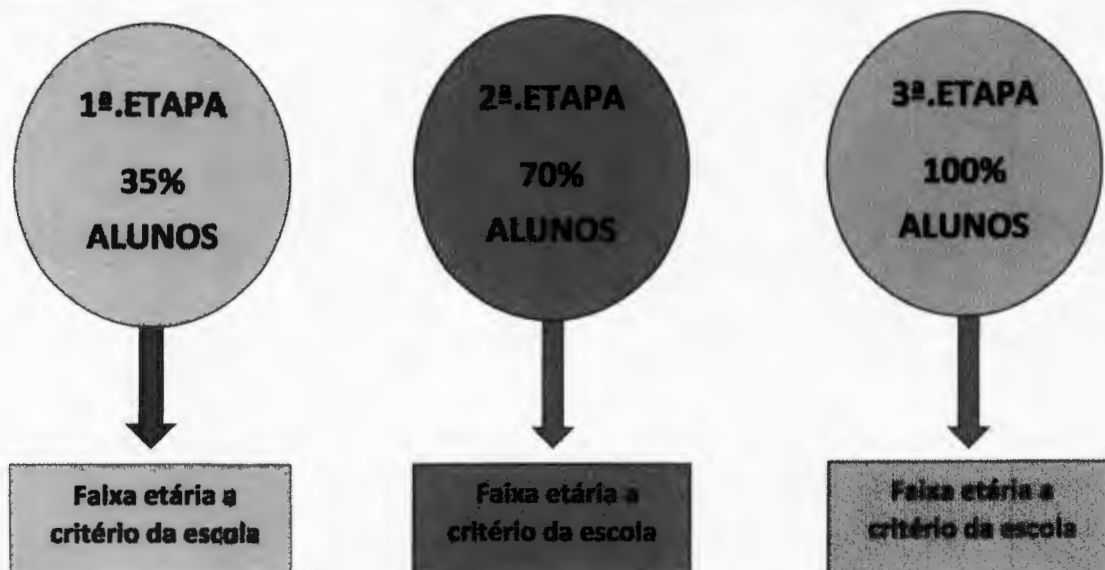 1ª.ETAPA
35%
ALUNOS
Faixa etária a
critério da escola
2ª.ETAPA
70%
ALUNOS
Faixa etária a
critério da escola
3ª.ETAPA
100%
ALUNOS
Faixa etária a
critério da escola